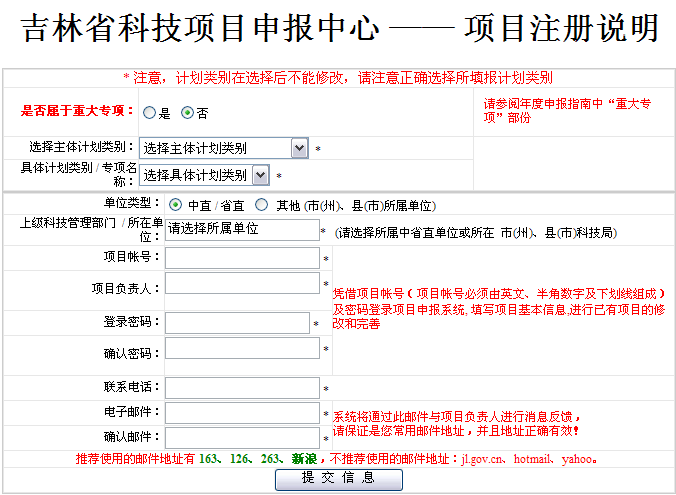 吉林省科技项目申报中心 —— 项目注册说明
* 注意，计划类别在选择后不能修改，请注意正确选择所填报计划类别
是否属于重大专项： 是 否 请参阅年度申报指南中“重大专
项”部份
选择主体计划类别： 选择主体计划类别 *
具体计划类别 / 专项名
称： 选择具体计划类别 *
单位类型： 中直 / 省直 其他 (市(州)、县(市)所属单位)
上级科技管理部门 / 所在单
位： 请选择所属单位 * (请选择所属中省直单位或所在 市(州)、县(市)科技局)
项目帐号： *
项目负责人： *
凭借项目帐号（ 项目帐号必须由英文、半角数字及下划线组成 ）
及密码登录项目申报系统, 填写项目基本信息,进行已有项目的修
改和完善
登录密码： *
确认密码： *
联系电话： *
电子邮件： *
系统将通过此邮件与项目负责人进行消息反馈，
请保证是您常用邮件地址，并且地址正确有效！
确认邮件： *
推荐使用的邮件地址有 163、126、263、新浪，不推荐使用的邮件地址：jl.gov.cn、hotmail、yahoo。
提 交 信 息